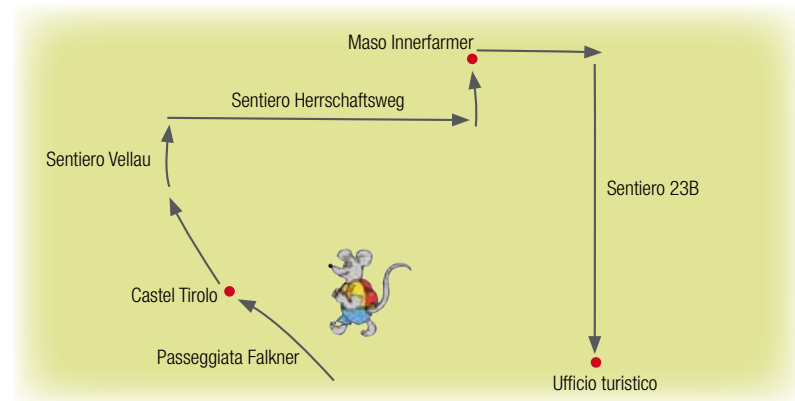 Maso Innerfarmer
Sentiero Herrschaftsweg
Sentiero Vellau
Sentiero 23B
Castel Tirolo
Passeggiata Falkner
Ufficio turistico